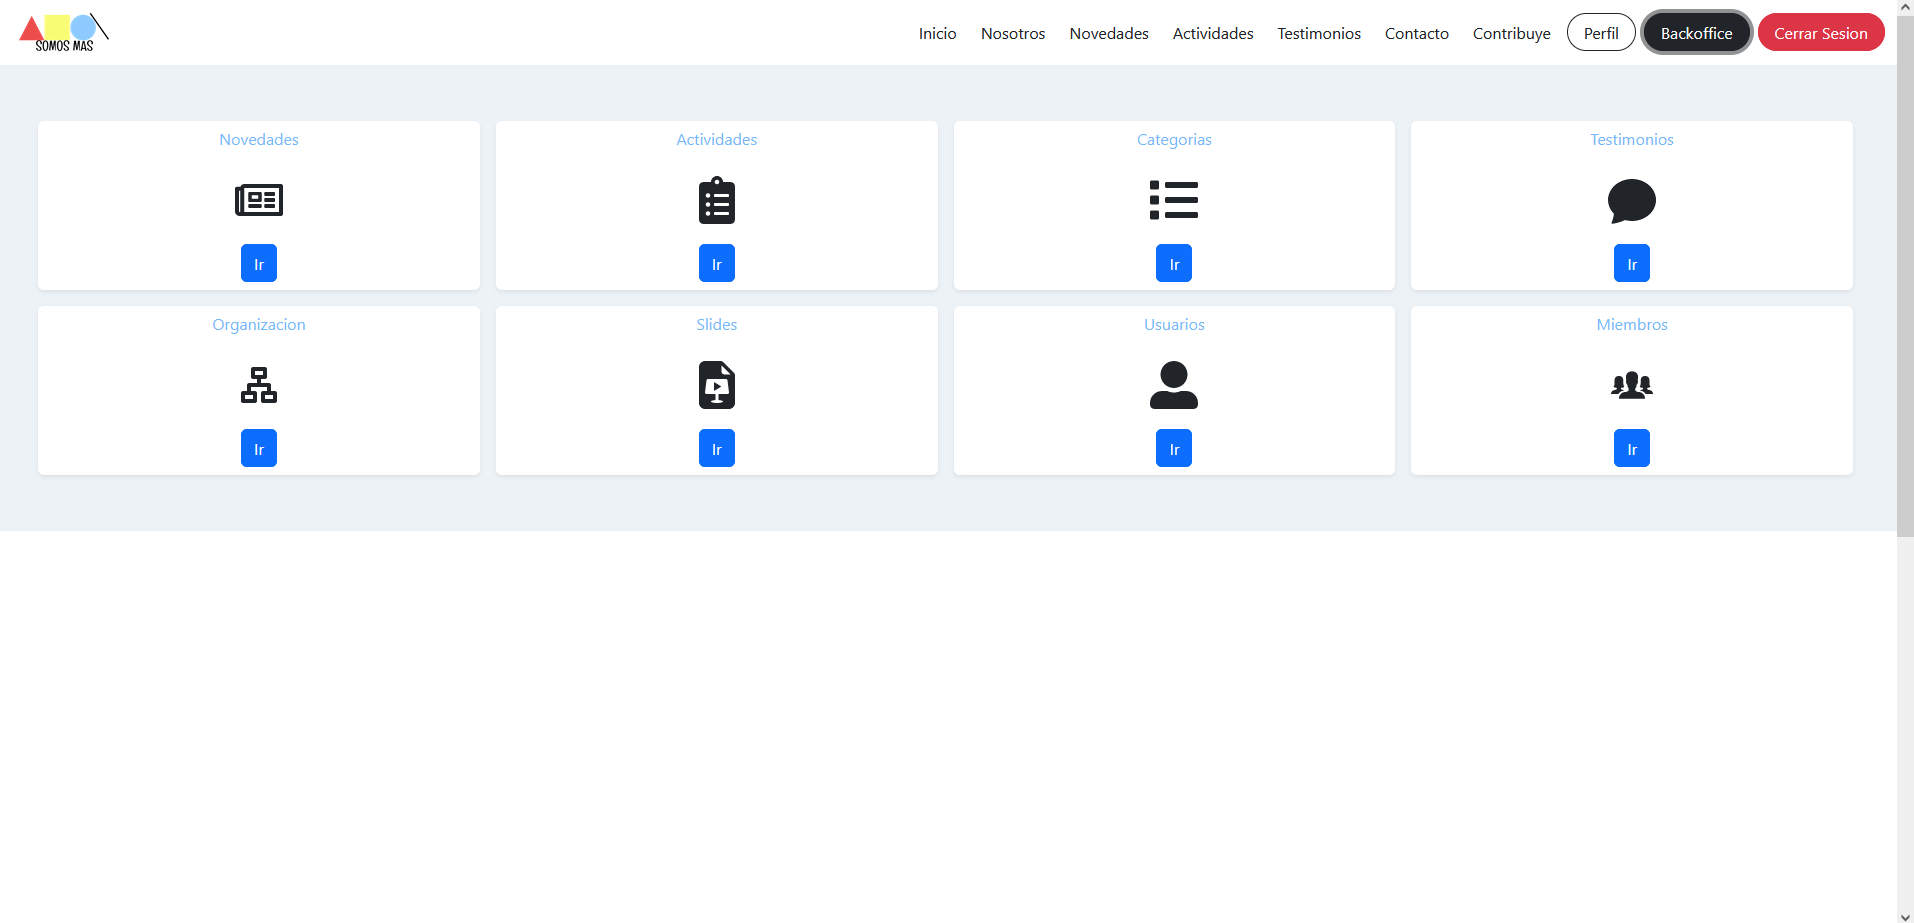 SOMOS MAS
Inicio Nosotros Novedades Actividades Testimonios Contacto Contribuye Perfil Backoffice Cerrar Sesion
Novedades Actividades Categorias Testimonios
Ir Ir Ir Ir
Organizacion Slides Usuarios Miembros
Ir Ir Ir Ir